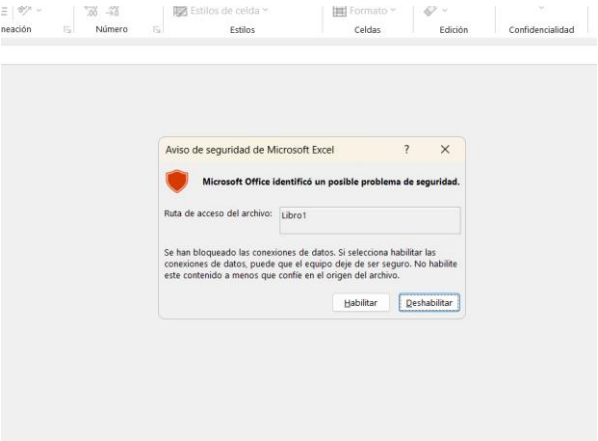 Estilos de celda
Formato
neación
Número
Estilos
Celdas
Edición
Confidencialidad
Aviso de seguridad de Microsoft Excel
?
Microsoft Office identificó un posible problema de seguridad.
Ruta de acceso del archivo:
Libro1
Se han bloqueado las conexiones de datos. Si selecciona habilitar las
conexiones de datos, puede que el equipo deje de ser seguro. No habilite
este contenido a menos que confíe en el origen del archivo.
Habilitar
Deshabilitar